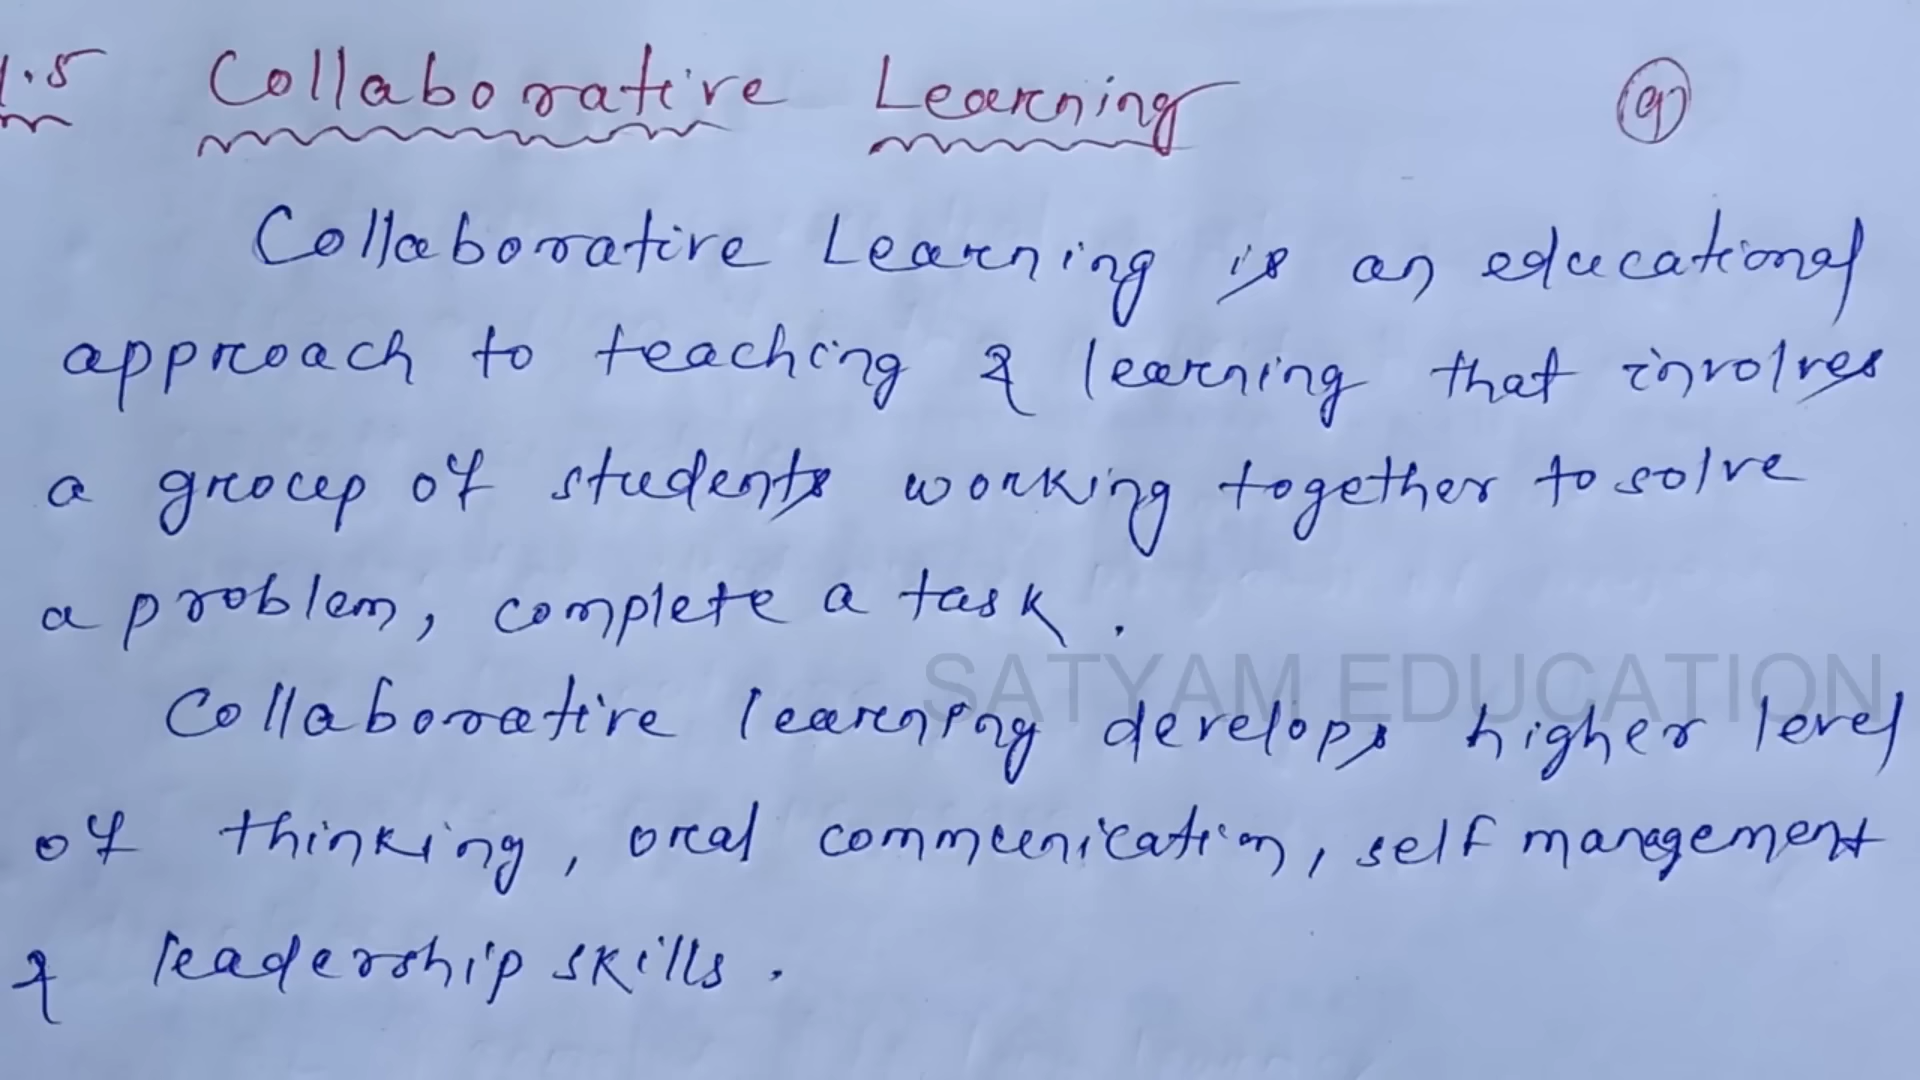 1.5 Collaborative Learning 9
Collaborative Learning is an educational
approach to teaching & learning that involves
a group of students working together to solve
a problem, complete a task.
SATYAM EDUCATION
Collaborative learning develops higher level
of thinking, oral communication, self management
& leadership skills.